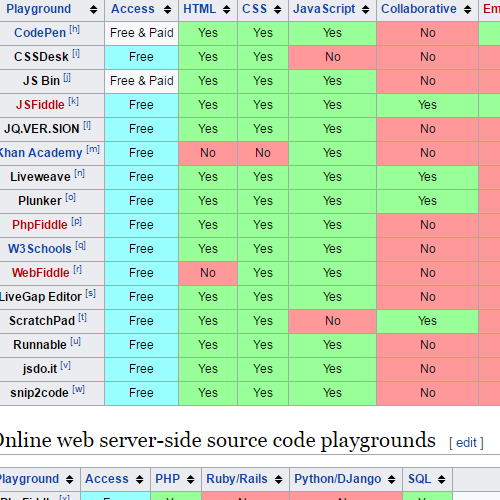 Playground Access HTML CSS JavaScript Collaborative Em
CodePen [h] Free & Paid Yes Yes Yes No
CSSDesk [i] Free Yes Yes No No
JS Bin [j] Free & Paid Yes Yes Yes No
JSFiddle [k] Free Yes Yes Yes Yes
JQ.VER.SION [l] Free Yes Yes Yes No
Khan Academy [m] Free No No Yes No
Liveweave [n] Free Yes Yes Yes Yes
Plunker [o] Free Yes Yes Yes Yes
PhpFiddle [p] Free Yes Yes Yes No
W3Schools [q] Free Yes Yes Yes No
WebFiddle [r] Free No Yes Yes No
LiveGap Editor [s] Free Yes Yes Yes No
ScratchPad [t] Free Yes Yes No Yes
Runnable [u] Free Yes Yes Yes No
jsdo.it [v] Free Yes Yes Yes No
snip2code [w] Free Yes Yes Yes No
Online web server-side source code playgrounds [ edit ]
Playground Access PHP Ruby/Rails Python/DJango SQL